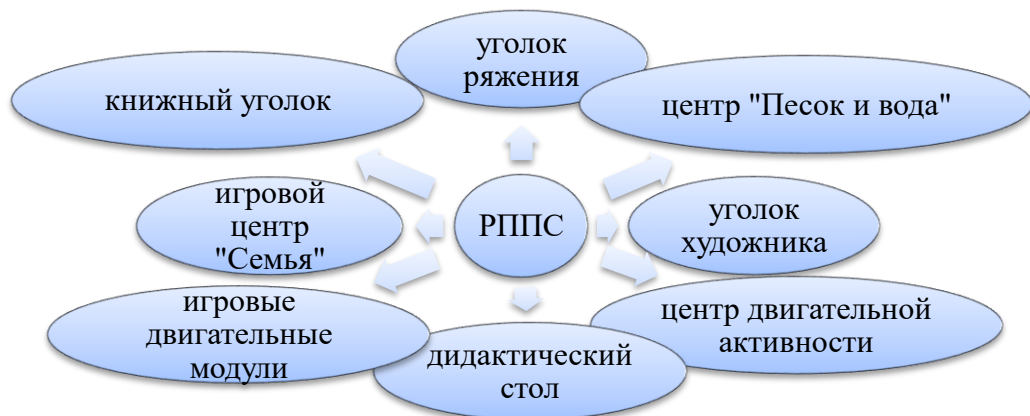 уголок
ряжения
книжный уголок
центр "Песок и вода"
игровой
центр
"Семья"
РППС
уголок
художника
игровые
двигательные
модули
центр двигательной
активности
дидактический
стол